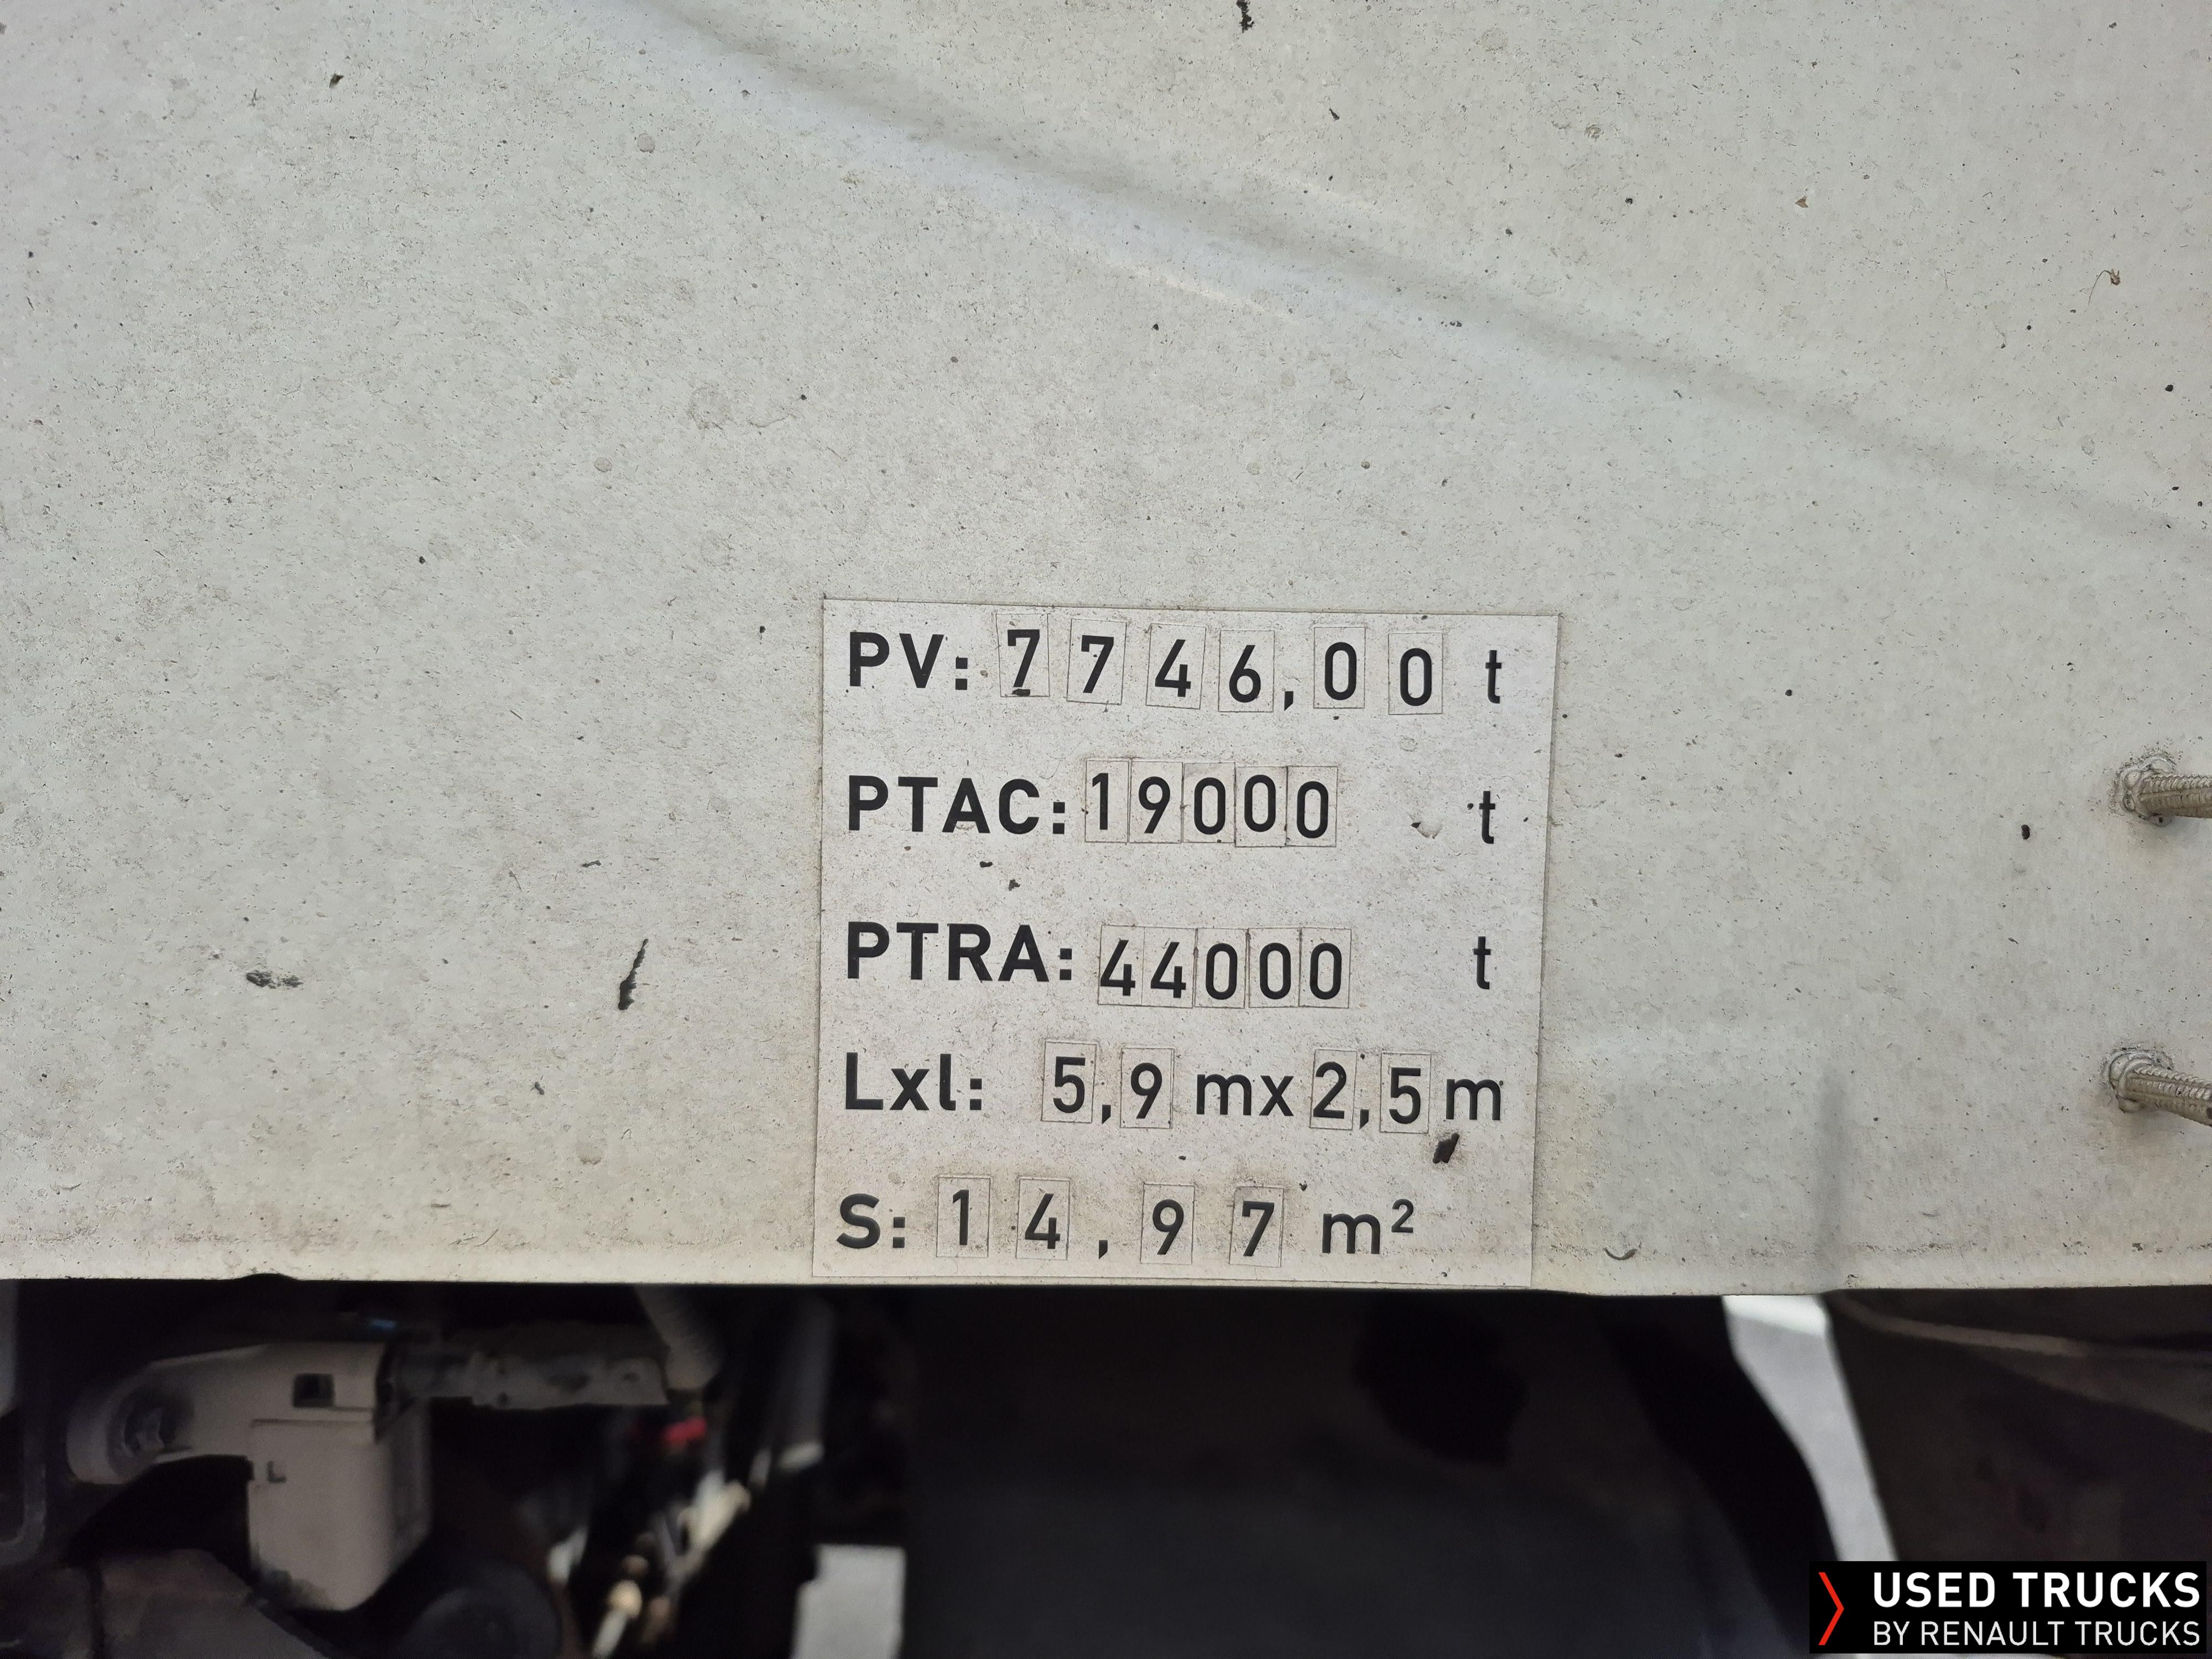 PV: 7746,00 t
PTAC: 19000 t
PTRA: 44000 t
Lxl: 5,9 mx 2,5 m
S: 14,97 m²
USED TRUCKS
BY RENAULT TRUCKS